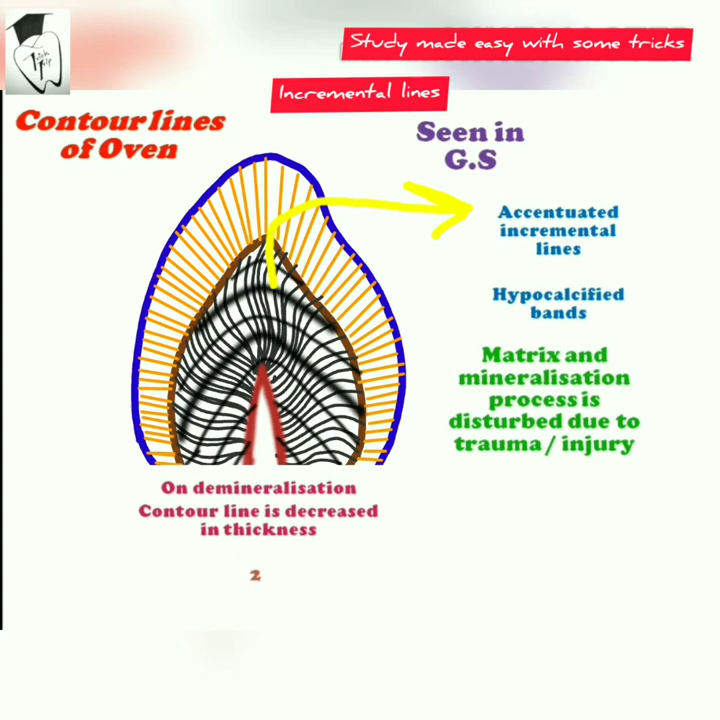 Study made easy with some tricks
Incremental lines
Contour lines
of Oven
Seen in
G.S
Accentuated
incremental
lines
Hypocalcified
bands
Matrix and
mineralisation
process is
disturbed due to
trauma / injury
On demineralisation
Contour line is decreased
in thickness
2